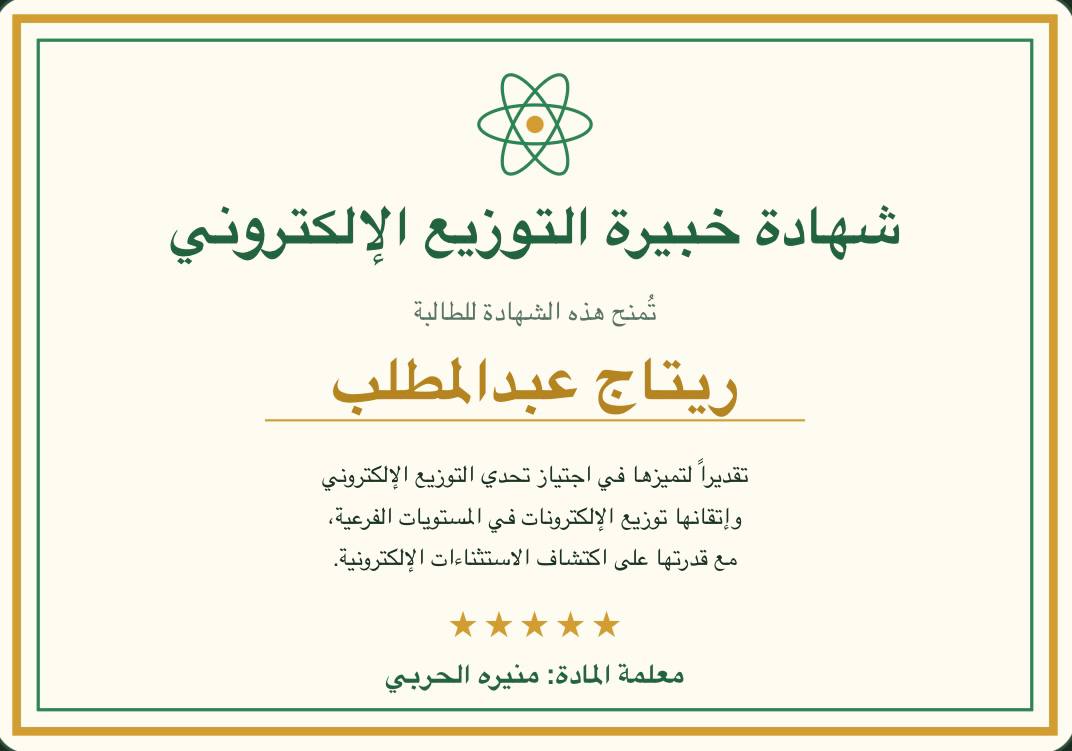 شهادة خبيرة التوزيع الإلكتروني
تُمنح هذه الشهادة للطالبة
ريتاج عبدالمطلب
تقديراً لتميزها في اجتياز تحدي التوزيع الإلكتروني
وإتقانها توزيع الإلكترونات في المستويات الفرعية،
مع قدرتها على اكتشاف الاستثناءات الإلكترونية.
معلمة المادة: منيره الحربي